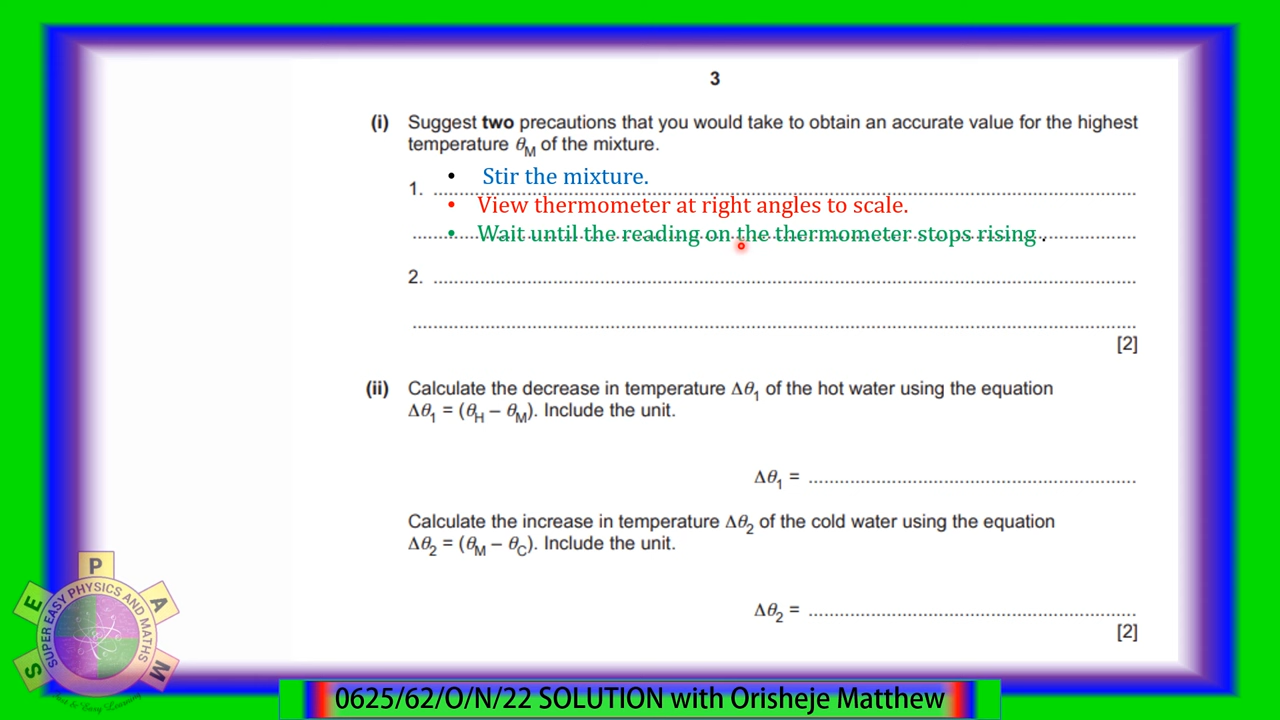 3
(i) Suggest two precautions that you would take to obtain an accurate value for the highest
temperature θM of the mixture.
• Stir the mixture.
1. ....................................................................................
• View thermometer at right angles to scale.
• Wait until the reading on the thermometer stops rising .
2. ....................................................................................
....................................................................................
[2]
(ii) Calculate the decrease in temperature Δθ1 of the hot water using the equation
Δθ1 = (θH – θM). Include the unit.
Δθ1 = ........................................................
Calculate the increase in temperature Δθ2 of the cold water using the equation
Δθ2 = (θM – θC). Include the unit.
Δθ2 = ........................................................
[2]
S E P A M
SUPER EASY PHYSICS AND MATHS
0625/62/O/N/22 SOLUTION with Orisheje Matthew